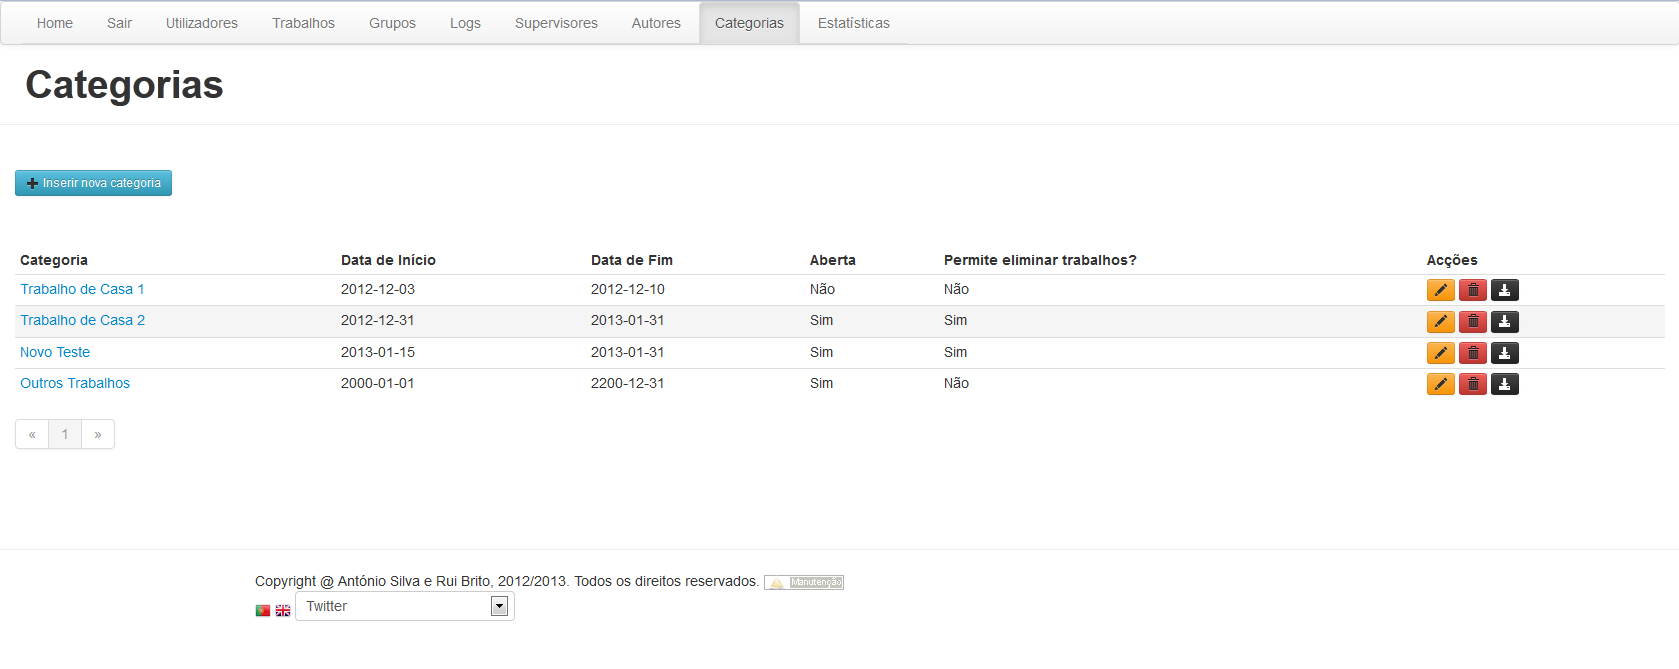 Home Sair Utilizadores Trabalhos Grupos Logs Supervisores Autores Categorias Estatísticas
Categorias
Inserir nova categoria
Categoria Data de Início Data de Fim Aberta Permite eliminar trabalhos? Acções
Trabalho de Casa 1 2012-12-03 2012-12-10 Não Não
Trabalho de Casa 2 2012-12-31 2013-01-31 Sim Sim
Novo Teste 2013-01-15 2013-01-31 Sim Sim
Outros Trabalhos 2000-01-01 2200-12-31 Sim Não
« 1 »
Copyright @ António Silva e Rui Brito, 2012/2013. Todos os direitos reservados. Manutenção
Twitter